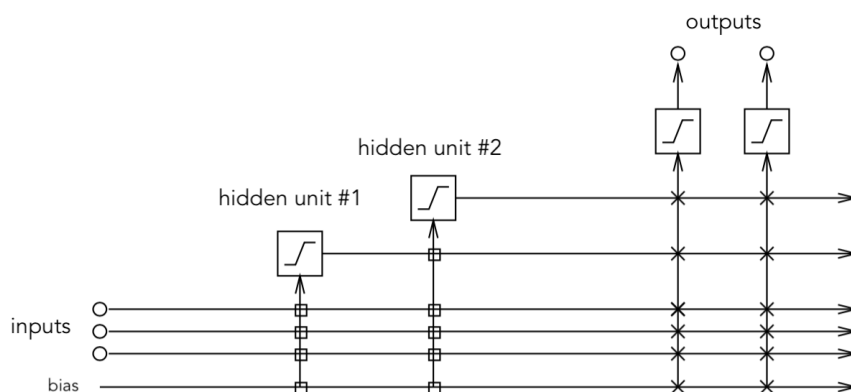 outputs
hidden unit #2
hidden unit #1
inputs
bias